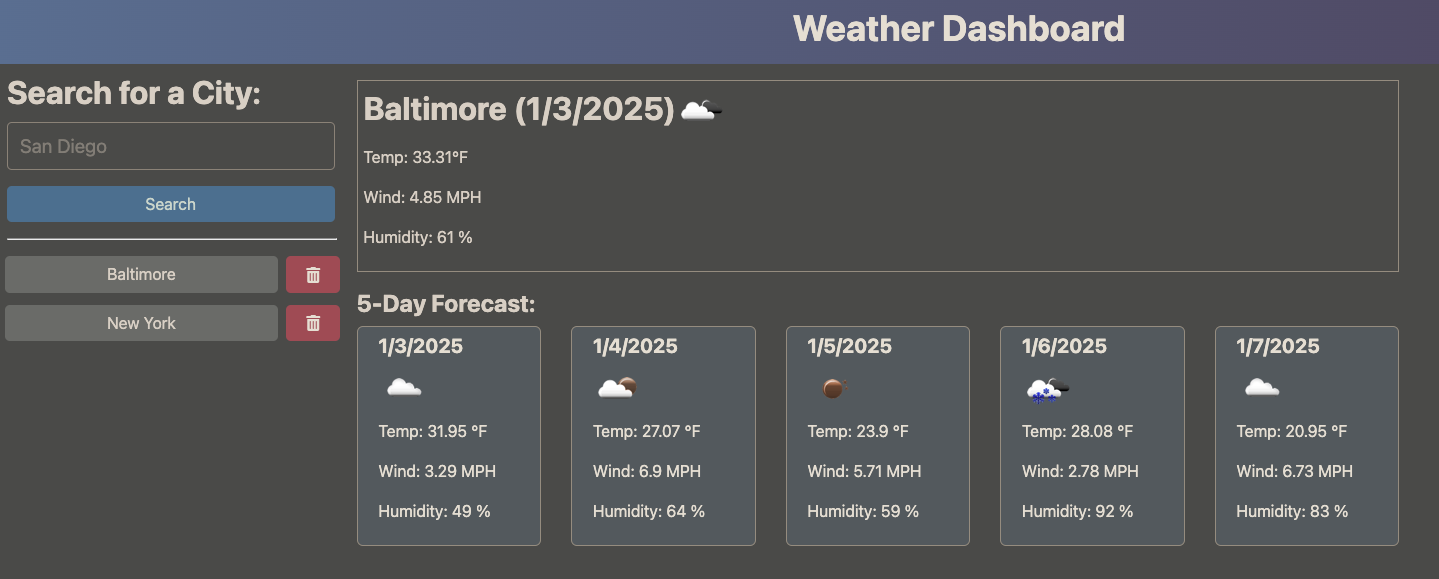 Weather Dashboard
Search for a City:
San Diego
Search
Baltimore
New York
Baltimore (1/3/2025)
Temp: 33.31°F
Wind: 4.85 MPH
Humidity: 61 %
5-Day Forecast:
1/3/2025
Temp: 31.95 °F
Wind: 3.29 MPH
Humidity: 49 %
1/4/2025
Temp: 27.07 °F
Wind: 6.9 MPH
Humidity: 64 %
1/5/2025
Temp: 23.9 °F
Wind: 5.71 MPH
Humidity: 59 %
1/6/2025
Temp: 28.08 °F
Wind: 2.78 MPH
Humidity: 92 %
1/7/2025
Temp: 20.95 °F
Wind: 6.73 MPH
Humidity: 83 %